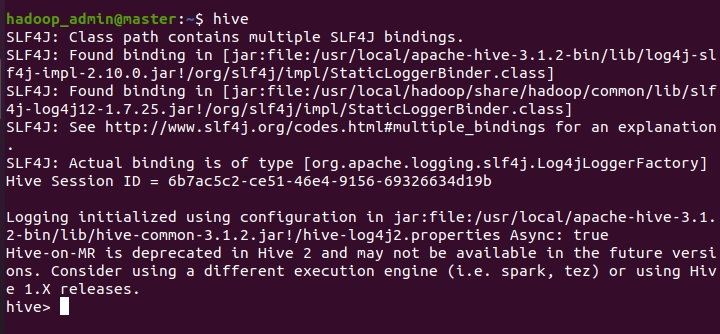 hadoop_admin@master:~$ hive
SLF4J: Class path contains multiple SLF4J bindings.
SLF4J: Found binding in [jar:file:/usr/local/apache-hive-3.1.2-bin/lib/log4j-sl
f4j-impl-2.10.0.jar!/org/slf4j/impl/StaticLoggerBinder.class]
SLF4J: Found binding in [jar:file:/usr/local/hadoop/share/hadoop/common/lib/slf
4j-log4j12-1.7.25.jar!/org/slf4j/impl/StaticLoggerBinder.class]
SLF4J: See http://www.slf4j.org/codes.html#multiple_bindings for an explanation
.
SLF4J: Actual binding is of type [org.apache.logging.slf4j.Log4jLoggerFactory]
Hive Session ID = 6b7ac5c2-ce51-46e4-9156-69326634d19b
Logging initialized using configuration in jar:file:/usr/local/apache-hive-3.1.
2-bin/lib/hive-common-3.1.2.jar!/hive-log4j2.properties Async: true
Hive-on-MR is deprecated in Hive 2 and may not be available in the future versi
ons. Consider using a different execution engine (i.e. spark, tez) or using Hiv
e 1.X releases.
hive>